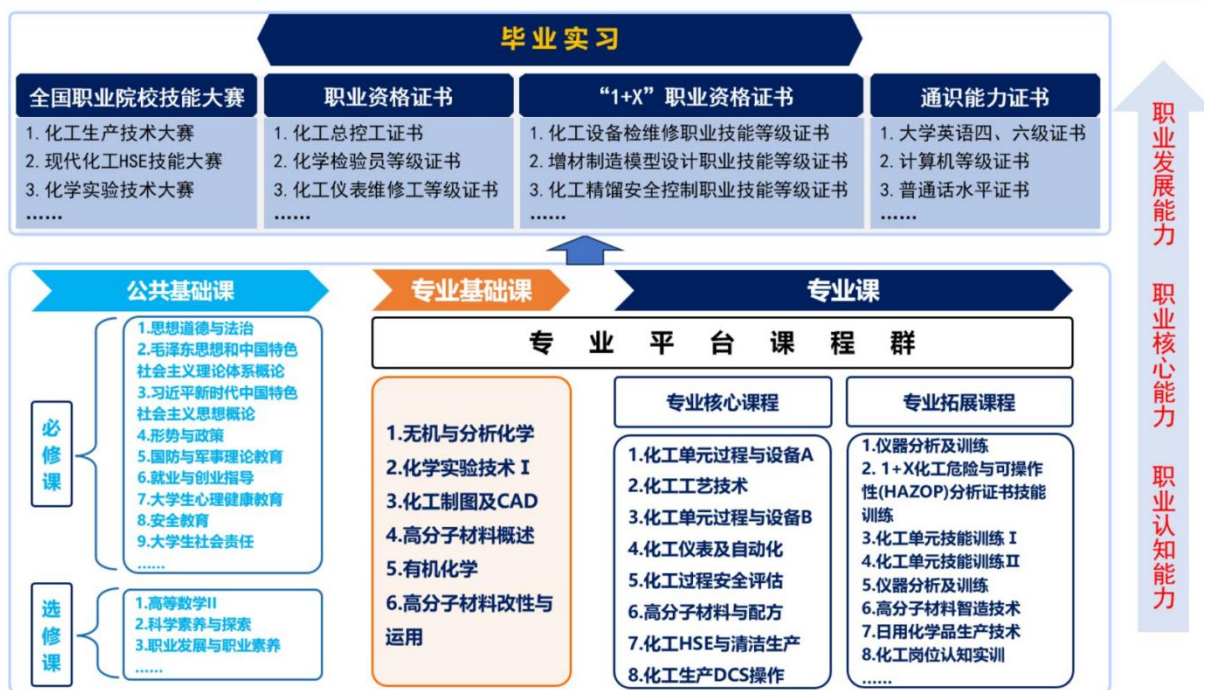 毕业实习
全国职业院校技能大赛
1. 化工生产技术大赛
2. 现代化工HSE技能大赛
3. 化学实验技术大赛
......
职业资格证书
1. 化工总控工证书
2. 化学检验员等级证书
3. 化工仪表维修工等级证书
......
“1+X”职业资格证书
1. 化工设备检维修职业技能等级证书
2. 增材制造模型设计职业技能等级证书
3. 化工精馏安全控制职业技能等级证书
......
通识能力证书
1. 大学英语四、六级证书
2. 计算机等级证书
3. 普通话水平证书
......
公共基础课
必修课
1.思想道德与法治
2.毛泽东思想和中国特色
社会主义理论体系概论
3.习近平新时代中国特色
社会主义思想概论
4.形势与政策
5.国防与军事理论教育
6.就业与创业指导
7.大学生心理健康教育
8.安全教育
9.大学生社会责任
......
选修课
1.高等数学II
2.科学素养与探索
3.职业发展与职业素养
......
专业基础课
专业课
专业平台课程群
1.无机与分析化学
2.化学实验技术Ⅰ
3.化工制图及CAD
4.高分子材料概述
5.有机化学
6.高分子材料改性与
运用
专业核心课程
1.化工单元过程与设备A
2.化工工艺技术
3.化工单元过程与设备B
4.化工仪表及自动化
5.化工过程安全评估
6.高分子材料与配方
7.化工HSE与清洁生产
8.化工生产DCS操作
专业拓展课程
1.仪器分析及训练
2. 1+X化工危险与可操作
性(HAZOP)分析证书技能
训练
3.化工单元技能训练Ⅰ
4.化工单元技能训练Ⅱ
5.仪器分析及训练
6.高分子材料智造技术
7.日用化学品生产技术
8.化工岗位认知实训
......
职业发展能力
职业核心能力
职业认知能力